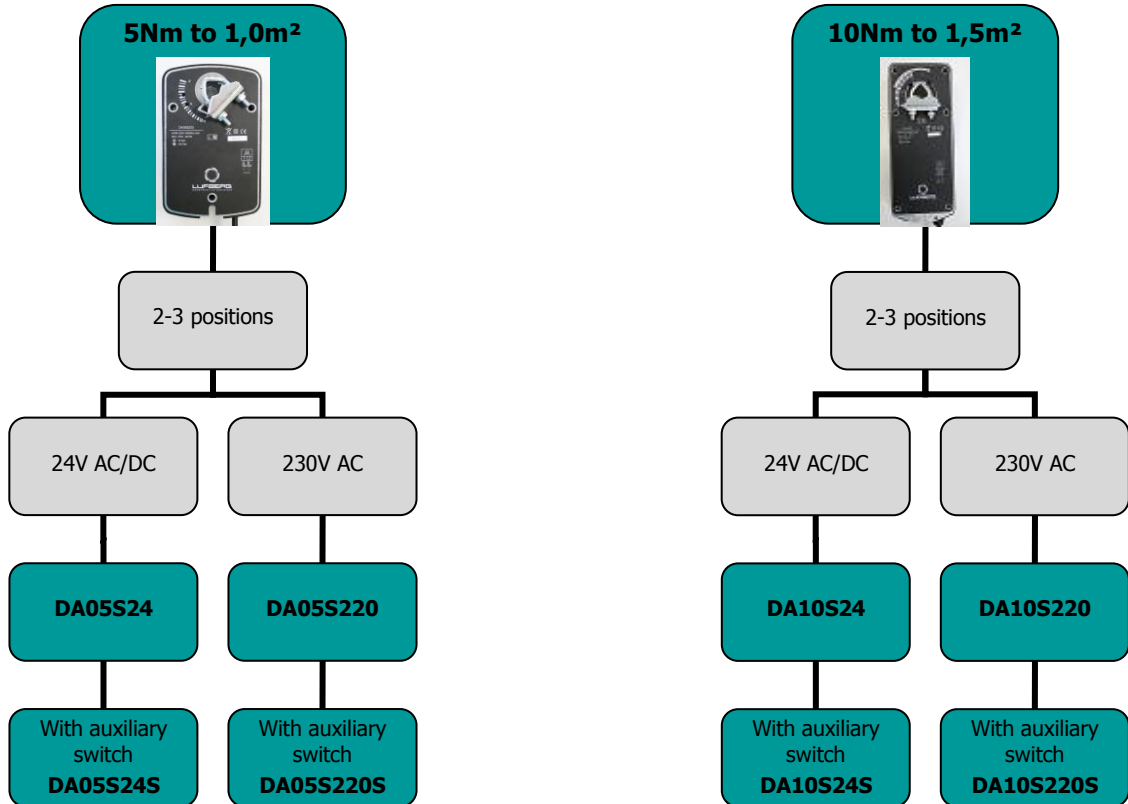 5Nm to 1,0m²
10Nm to 1,5m²
LUFBERG
LUFBERG
2-3 positions
2-3 positions
24V AC/DC
230V AC
24V AC/DC
230V AC
DA05S24
DA05S220
DA10S24
DA10S220
With auxiliary
switch
DA05S24S
With auxiliary
switch
DA05S220S
With auxiliary
switch
DA10S24S
With auxiliary
switch
DA10S220S